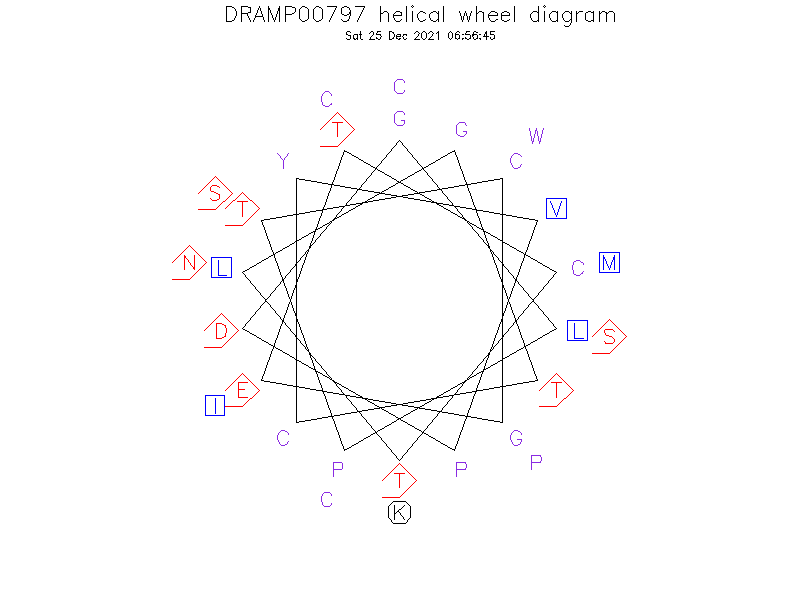 DRAMP00797 helical wheel diagram
Sat 25 Dec 2021 06:56:45
C
C
T
G
G
W
Y
C
S
T
V
N
L
C
M
D
L
S
I
E
T
C
G
P
P
P
T
C
K